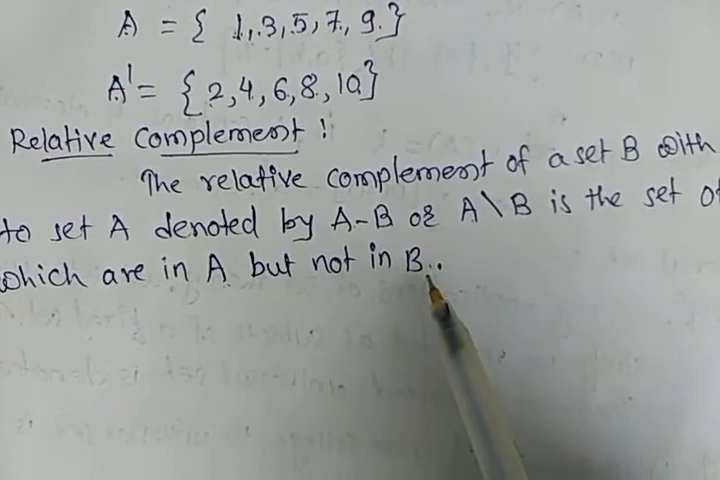 A = { 1, 3, 5, 7, 9. }
A' = { 2, 4, 6, 8, 10 }
Relative Complement :
The relative complement of a set B with
to set A denoted by A-B or A \ B is the set of
which are in A but not in B..